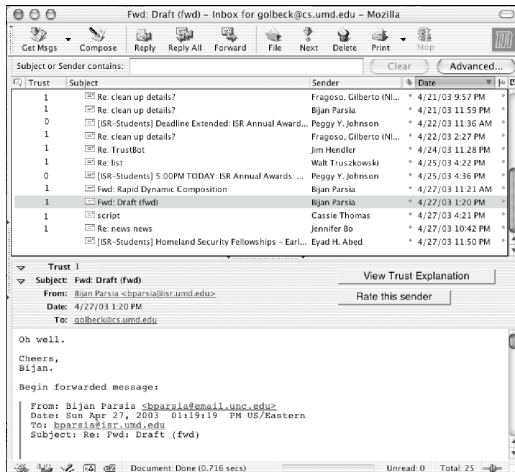 Fwd: Draft (fwd) – Inbox for golbeck@cs.umd.edu – Mozilla
Get Msgs Compose Reply Reply All Forward File Next Delete Print Stop
Subject or Sender contains: Clear Advanced...
Trust Subject Sender Date
1 Re: clean up details? Fragoso, Gilberto (NI... 4/21/03 9:57 PM
1 Re: clean up details? Bijan Parsia 4/21/03 11:59 PM
0 [ISR-Students] Deadline Extended: ISR Annual Award... Peggy Y. Johnson 4/22/03 11:36 AM
1 Re: clean up details? Fragoso, Gilberto (NI... 4/22/03 2:27 PM
1 Re: TrustBot Jim Hendler 4/24/03 11:28 PM
1 Re: list Walt Truszkowski 4/25/03 4:22 PM
0 [ISR-Students] 5:00PM TODAY: ISR Annual Awards: ... Peggy Y. Johnson 4/25/03 4:36 PM
1 Fwd: Rapid Dynamic Composition Bijan Parsia 4/27/03 11:21 AM
1 Fwd: Draft (fwd) Bijan Parsia 4/27/03 1:20 PM
1 script Cassie Thomas 4/27/03 4:21 PM
1 Re: news news Jennifer Bo 4/27/03 10:42 PM
[ISR-Students] Homeland Security Fellowships – Earl... Eyad H. Abed 4/27/03 11:50 PM
Trust 1
View Trust Explanation
Subject: Fwd: Draft (fwd)
From: Bijan Parsia <bparsia@isr.umd.edu>
Rate this sender
Date: 4/27/03 1:20 PM
To: golbeck@cs.umd.edu
Oh well.
Cheers,
Bijan.
Begin forwarded message:
From: Bijan Parsia <bparsia@email.unc.edu>
Date: Sun Apr 27, 2003 01:19:19 PM US/Eastern
To: bparsia@isr.umd.edu
Subject: Re: Fwd: Draft (fwd)
Document: Done (0.716 secs) Unread: 0 Total: 25